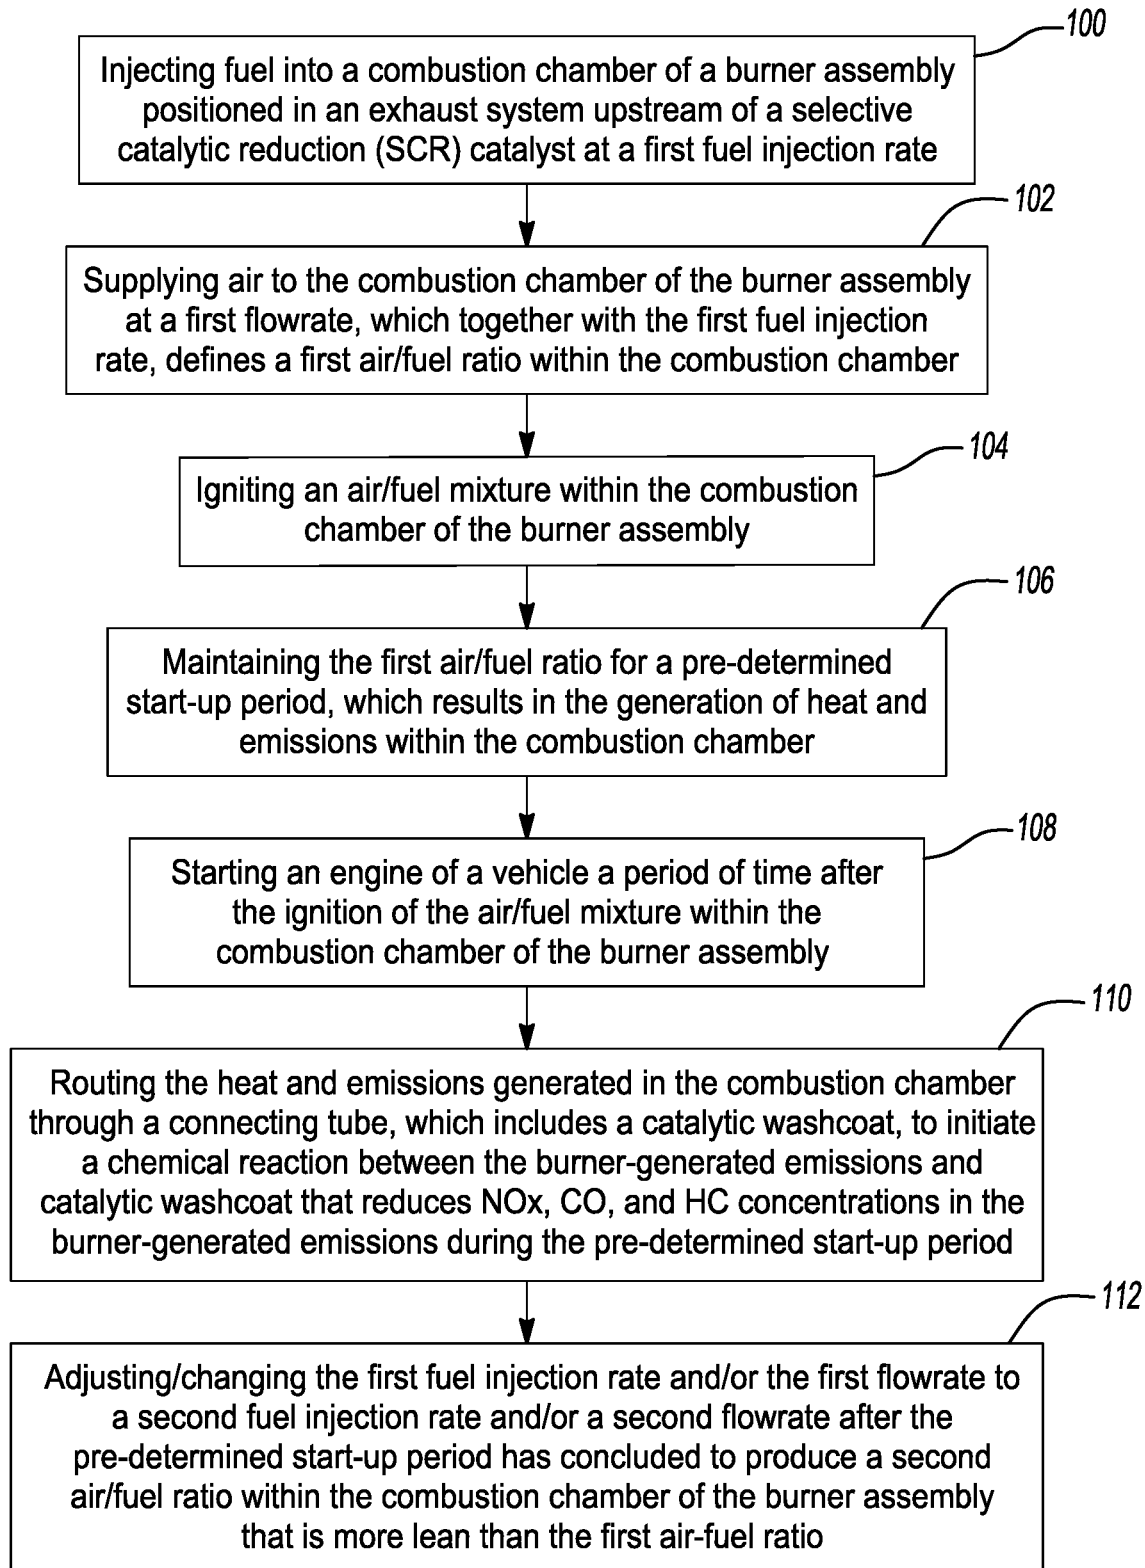 100
Injecting fuel into a combustion chamber of a burner assembly
positioned in an exhaust system upstream of a selective
catalytic reduction (SCR) catalyst at a first fuel injection rate
102
Supplying air to the combustion chamber of the burner assembly
at a first flowrate, which together with the first fuel injection
rate, defines a first air/fuel ratio within the combustion chamber
104
Igniting an air/fuel mixture within the combustion
chamber of the burner assembly
106
Maintaining the first air/fuel ratio for a pre-determined
start-up period, which results in the generation of heat and
emissions within the combustion chamber
108
Starting an engine of a vehicle a period of time after
the ignition of the air/fuel mixture within the
combustion chamber of the burner assembly
110
Routing the heat and emissions generated in the combustion chamber
through a connecting tube, which includes a catalytic washcoat, to initiate
a chemical reaction between the burner-generated emissions and
catalytic washcoat that reduces NOx, CO, and HC concentrations in the
burner-generated emissions during the pre-determined start-up period
112
Adjusting/changing the first fuel injection rate and/or the first flowrate to
a second fuel injection rate and/or a second flowrate after the
pre-determined start-up period has concluded to produce a second
air/fuel ratio within the combustion chamber of the burner assembly
that is more lean than the first air-fuel ratio